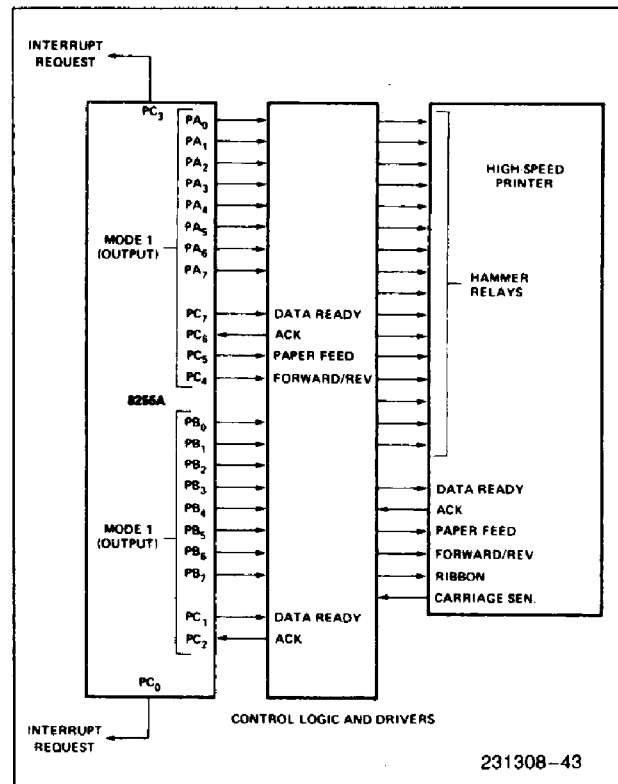 INTERRUPT
REQUEST
PC3
PA0
PA1
PA2
PA3
PA4
PA5
PA6
PA7
MODE 1
(OUTPUT)
PC7
PC6
PC5
PC4
DATA READY
ACK
PAPER FEED
FORWARD/REV
8255A
PB0
PB1
PB2
PB3
PB4
PB5
PB6
PB7
MODE 1
(OUTPUT)
PC1
PC2
DATA READY
ACK
PC0
INTERRUPT
REQUEST
CONTROL LOGIC AND DRIVERS
HIGH-SPEED
PRINTER
HAMMER
RELAYS
DATA READY
ACK
PAPER FEED
FORWARD/REV
RIBBON
CARRIAGE SEN.
231308-43